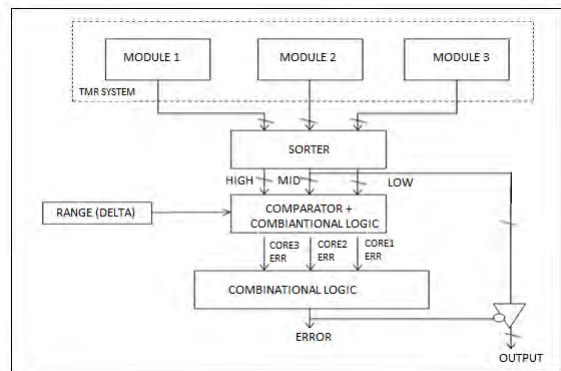 MODULE 1
MODULE 2
MODULE 3
TMR SYSTEM
SORTER
HIGH
MID
LOW
RANGE (DELTA)
COMPARATOR +
COMBIANTIONAL LOGIC
CORE3
ERR
CORE2
ERR
CORE1
ERR
COMBINATIONAL LOGIC
ERROR
OUTPUT